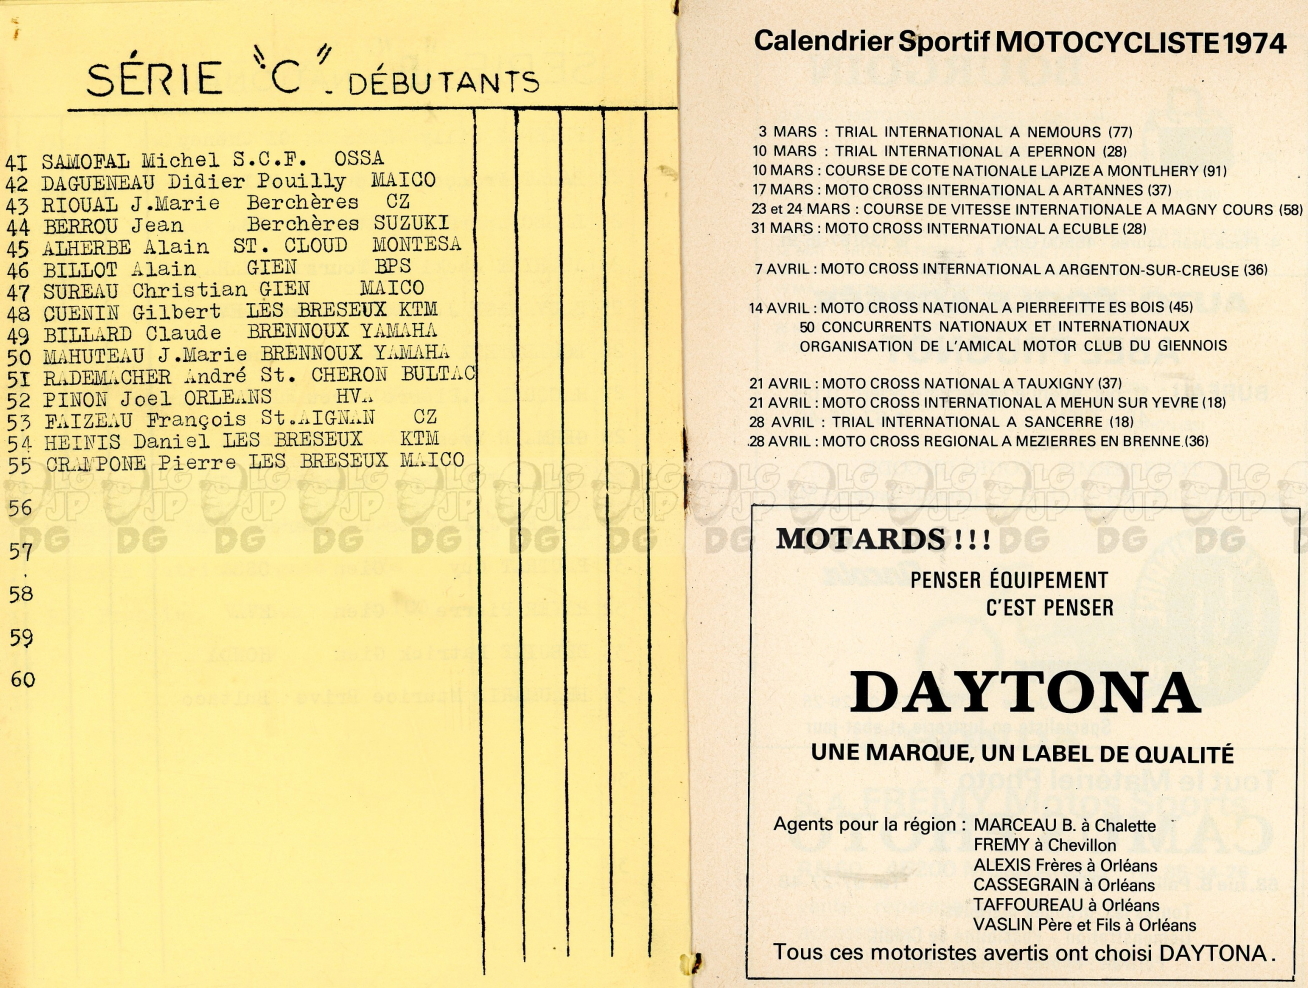 SÉRIE "C" - DÉBUTANTS
41 SAMOFAL Michel S.C.F. OSSA
42 DAGUENEAU Didier Pouilly MAICO
43 RIOUAL J.Marie Berchères CZ
44 BERROU Jean Berchères SUZUKI
45 ALHERBE Alain ST. CLOUD MONTESA
46 BILLOT Alain GIEN BPS
47 SUREAU Christian GIEN MAICO
48 CUENIN Gilbert LES BRESEUX KTM
49 BILLARD Claude BRENNOUX YAMAHA
50 MAHUTEAU J.Marie BRENNOUX YAMAHA
51 RADEMACHER André St. CHERON BULTAC
52 PINON Joel ORLEANS HVA
53 FAIZEAU François St.AIGNAN CZ
54 HEINIS Daniel LES BRESEUX KTM
55 CRAMPONE Pierre LES BRESEUX MAICO
56
57
58
59
60
Calendrier Sportif MOTOCYCLISTE 1974
3 MARS : TRIAL INTERNATIONAL A NEMOURS (77)
10 MARS : TRIAL INTERNATIONAL A EPERNON (28)
10 MARS : COURSE DE COTE NATIONALE LAPIZE A MONTLHERY (91)
17 MARS : MOTO CROSS INTERNATIONAL A ARTANNES (37)
23 et 24 MARS : COURSE DE VITESSE INTERNATIONALE A MAGNY COURS (58)
31 MARS : MOTO CROSS INTERNATIONAL A ECUBLE (28)
7 AVRIL : MOTO CROSS INTERNATIONAL A ARGENTON-SUR-CREUSE (36)
14 AVRIL : MOTO CROSS NATIONAL A PIERREFITTE ES BOIS (45)
50 CONCURRENTS NATIONAUX ET INTERNATIONAUX
ORGANISATION DE L'AMICAL MOTOR CLUB DU GIENNOIS
21 AVRIL : MOTO CROSS NATIONAL A TAUXIGNY (37)
21 AVRIL : MOTO CROSS INTERNATIONAL A MEHUN SUR YEVRE (18)
28 AVRIL : TRIAL INTERNATIONAL A SANCERRE (18)
28 AVRIL : MOTO CROSS REGIONAL A MEZIERRES EN BRENNE (36)
MOTARDS !!!
PENSER ÉQUIPEMENT
C'EST PENSER
DAYTONA
UNE MARQUE, UN LABEL DE QUALITÉ
Agents pour la région : MARCEAU B. à Chalette
FREMY à Chevillon
ALEXIS Frères à Orléans
CASSEGRAIN à Orléans
TAFFOUREAU à Orléans
VASLIN Père et Fils à Orléans
Tous ces motoristes avertis ont choisi DAYTONA.